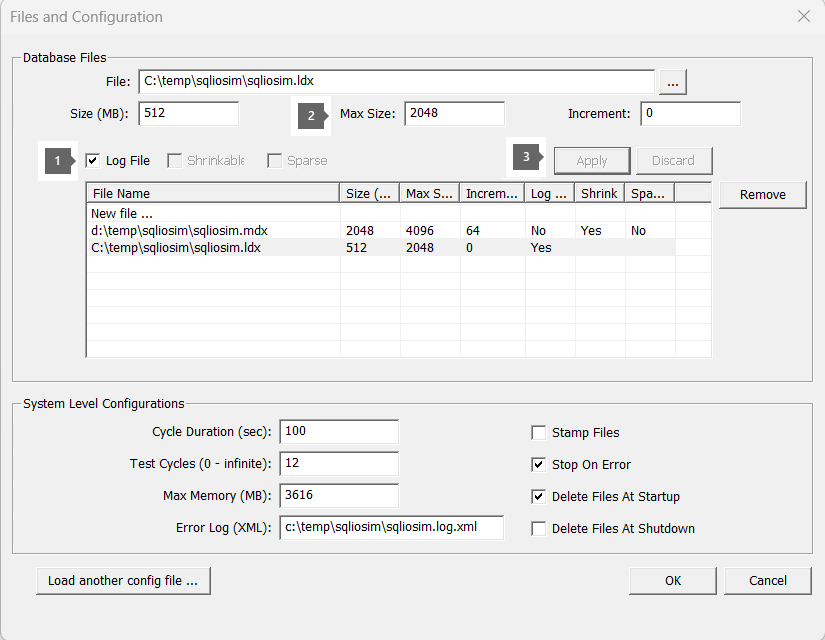 Files and Configuration
Database Files
File: C:\temp\sqliosim\sqliosim.ldx ...
Size (MB): 512 2 Max Size: 2048 Increment: 0
1 Log File Shrinkable Sparse 3 Apply Discard
File Name Size (... Max S... Increm... Log ... Shrink Spa... Remove
New file ...
d:\temp\sqliosim\sqliosim.mdx 2048 4096 64 No Yes No
C:\temp\sqliosim\sqliosim.ldx 512 2048 0 Yes
System Level Configurations
Cycle Duration (sec): 100 Stamp Files
Test Cycles (0 - infinite): 12 Stop On Error
Max Memory (MB): 3616 Delete Files At Startup
Error Log (XML): c:\temp\sqliosim\sqliosim.log.xml Delete Files At Shutdown
Load another config file ... OK Cancel